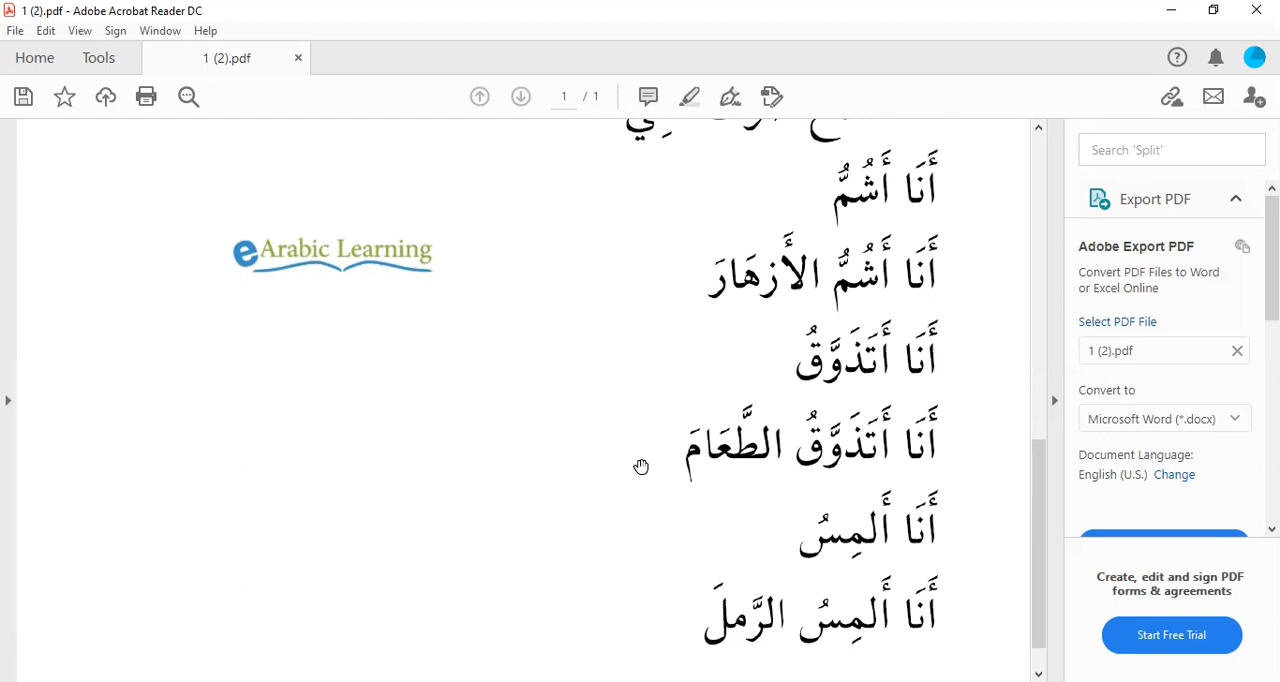 1 (2).pdf - Adobe Acrobat Reader DC
File Edit View Sign Window Help
Home Tools 1 (2).pdf
1 / 1
أَنَا أَشُمُّ
أَنَا أَشُمُّ الأَزهَارَ
أَنَا أَتَذَوَّقُ
أَنَا أَتَذَوَّقُ الطَّعَامَ
أَنَا أَلمِسُ
أَنَا أَلمِسُ الرَّملَ
eArabic Learning
Search 'Split'
Export PDF
Adobe Export PDF
Convert PDF Files to Word
or Excel Online
Select PDF File
1 (2).pdf
Convert to
Microsoft Word (*.docx)
Document Language:
English (U.S.) Change
Create, edit and sign PDF
forms & agreements
Start Free Trial